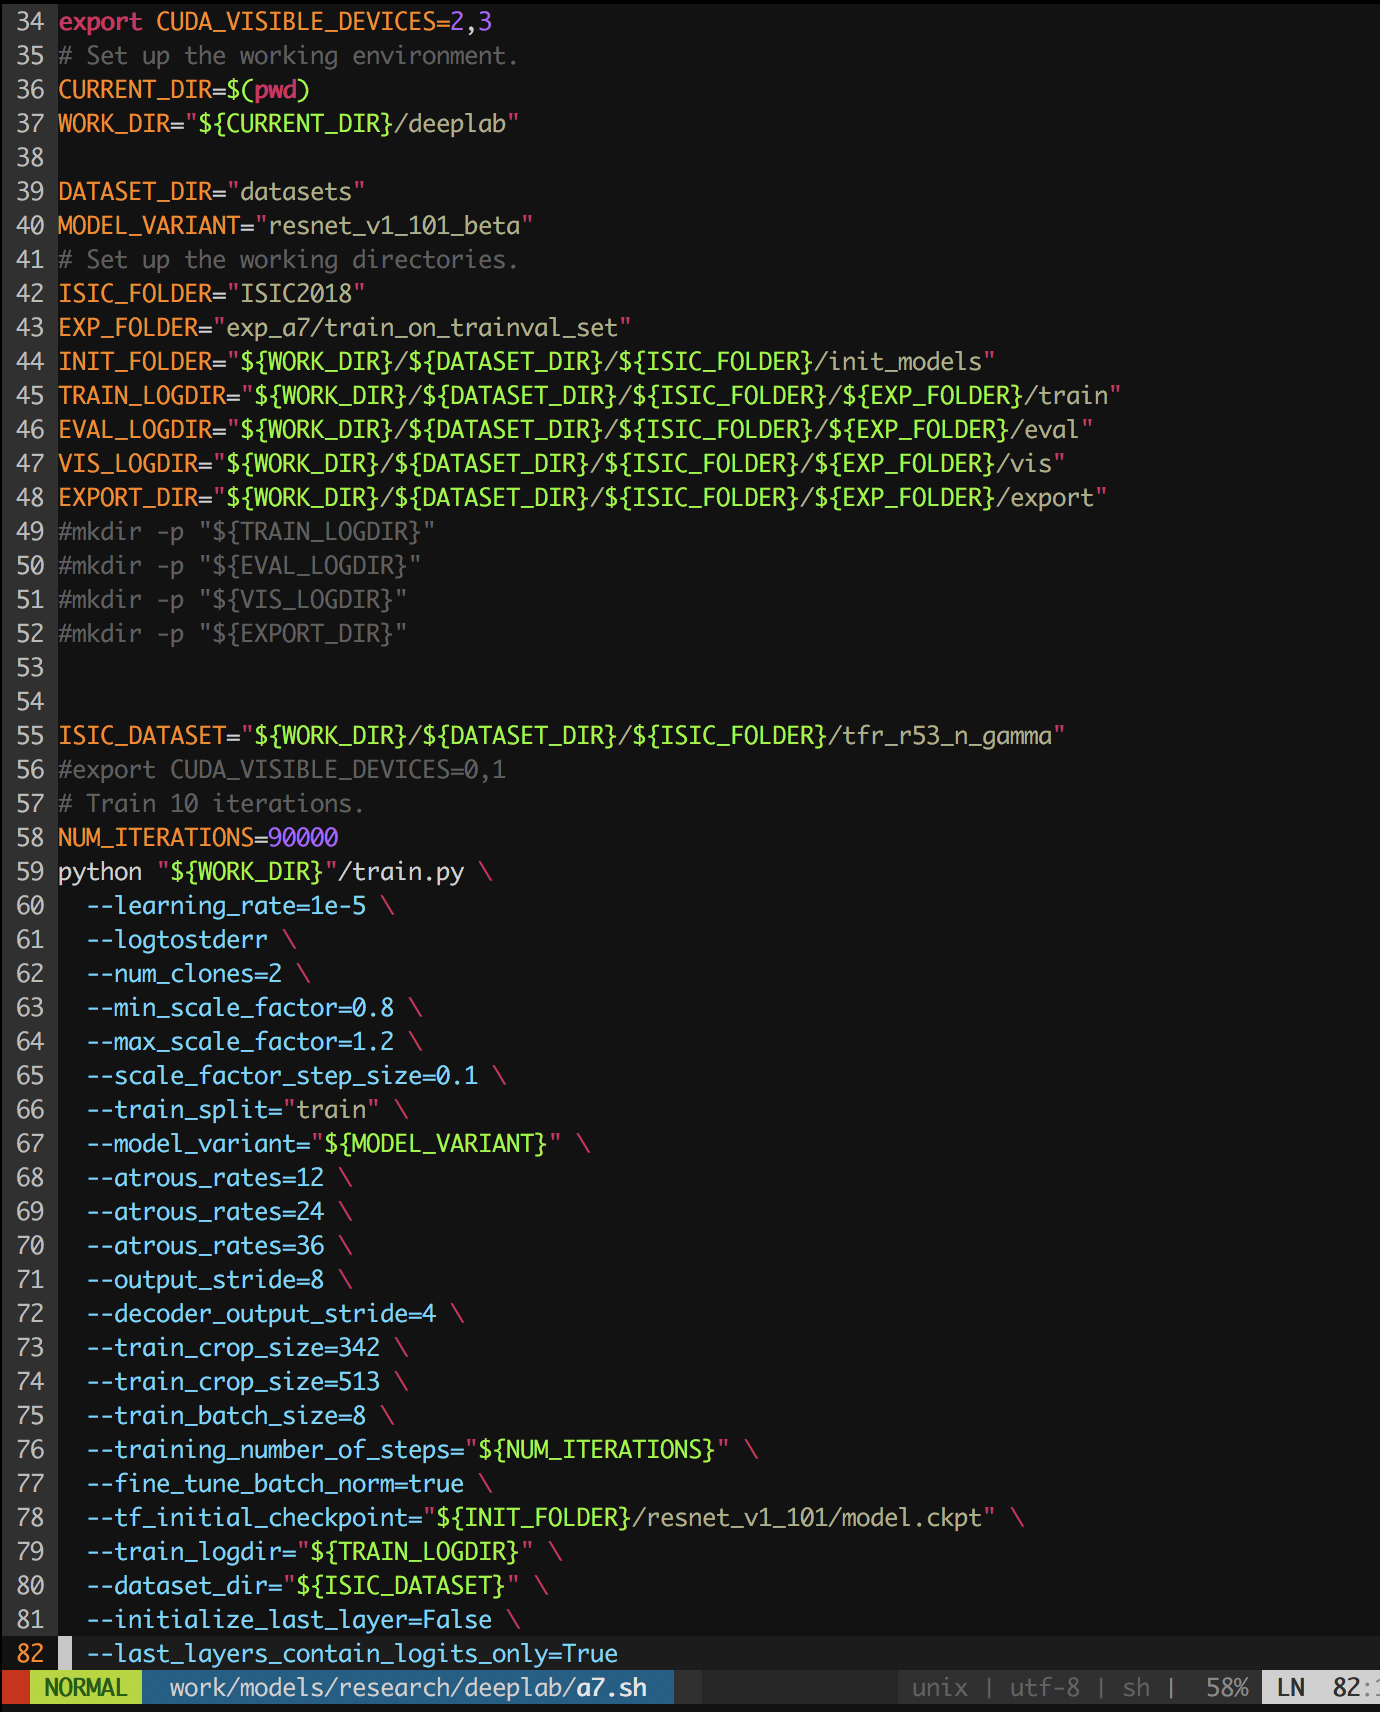 34 export CUDA_VISIBLE_DEVICES=2,3
35 # Set up the working environment.
36 CURRENT_DIR=$(pwd)
37 WORK_DIR="${CURRENT_DIR}/deeplab"
38
39 DATASET_DIR="datasets"
40 MODEL_VARIANT="resnet_v1_101_beta"
41 # Set up the working directories.
42 ISIC_FOLDER="ISIC2018"
43 EXP_FOLDER="exp_a7/train_on_trainval_set"
44 INIT_FOLDER="${WORK_DIR}/${DATASET_DIR}/${ISIC_FOLDER}/init_models"
45 TRAIN_LOGDIR="${WORK_DIR}/${DATASET_DIR}/${ISIC_FOLDER}/${EXP_FOLDER}/train"
46 EVAL_LOGDIR="${WORK_DIR}/${DATASET_DIR}/${ISIC_FOLDER}/${EXP_FOLDER}/eval"
47 VIS_LOGDIR="${WORK_DIR}/${DATASET_DIR}/${ISIC_FOLDER}/${EXP_FOLDER}/vis"
48 EXPORT_DIR="${WORK_DIR}/${DATASET_DIR}/${ISIC_FOLDER}/${EXP_FOLDER}/export"
49 #mkdir -p "${TRAIN_LOGDIR}"
50 #mkdir -p "${EVAL_LOGDIR}"
51 #mkdir -p "${VIS_LOGDIR}"
52 #mkdir -p "${EXPORT_DIR}"
53
54
55 ISIC_DATASET="${WORK_DIR}/${DATASET_DIR}/${ISIC_FOLDER}/tfr_r53_n_gamma"
56 #export CUDA_VISIBLE_DEVICES=0,1
57 # Train 10 iterations.
58 NUM_ITERATIONS=90000
59 python "${WORK_DIR}"/train.py \
60   --learning_rate=1e-5 \
61   --logtostderr \
62   --num_clones=2 \
63   --min_scale_factor=0.8 \
64   --max_scale_factor=1.2 \
65   --scale_factor_step_size=0.1 \
66   --train_split="train" \
67   --model_variant="${MODEL_VARIANT}" \
68   --atrous_rates=12 \
69   --atrous_rates=24 \
70   --atrous_rates=36 \
71   --output_stride=8 \
72   --decoder_output_stride=4 \
73   --train_crop_size=342 \
74   --train_crop_size=513 \
75   --train_batch_size=8 \
76   --training_number_of_steps="${NUM_ITERATIONS}" \
77   --fine_tune_batch_norm=true \
78   --tf_initial_checkpoint="${INIT_FOLDER}/resnet_v1_101/model.ckpt" \
79   --train_logdir="${TRAIN_LOGDIR}" \
80   --dataset_dir="${ISIC_DATASET}" \
81   --initialize_last_layer=False \
82   --last_layers_contain_logits_only=True
NORMAL work/models/research/deeplab/a7.sh unix | utf-8 | sh | 58% LN 82: